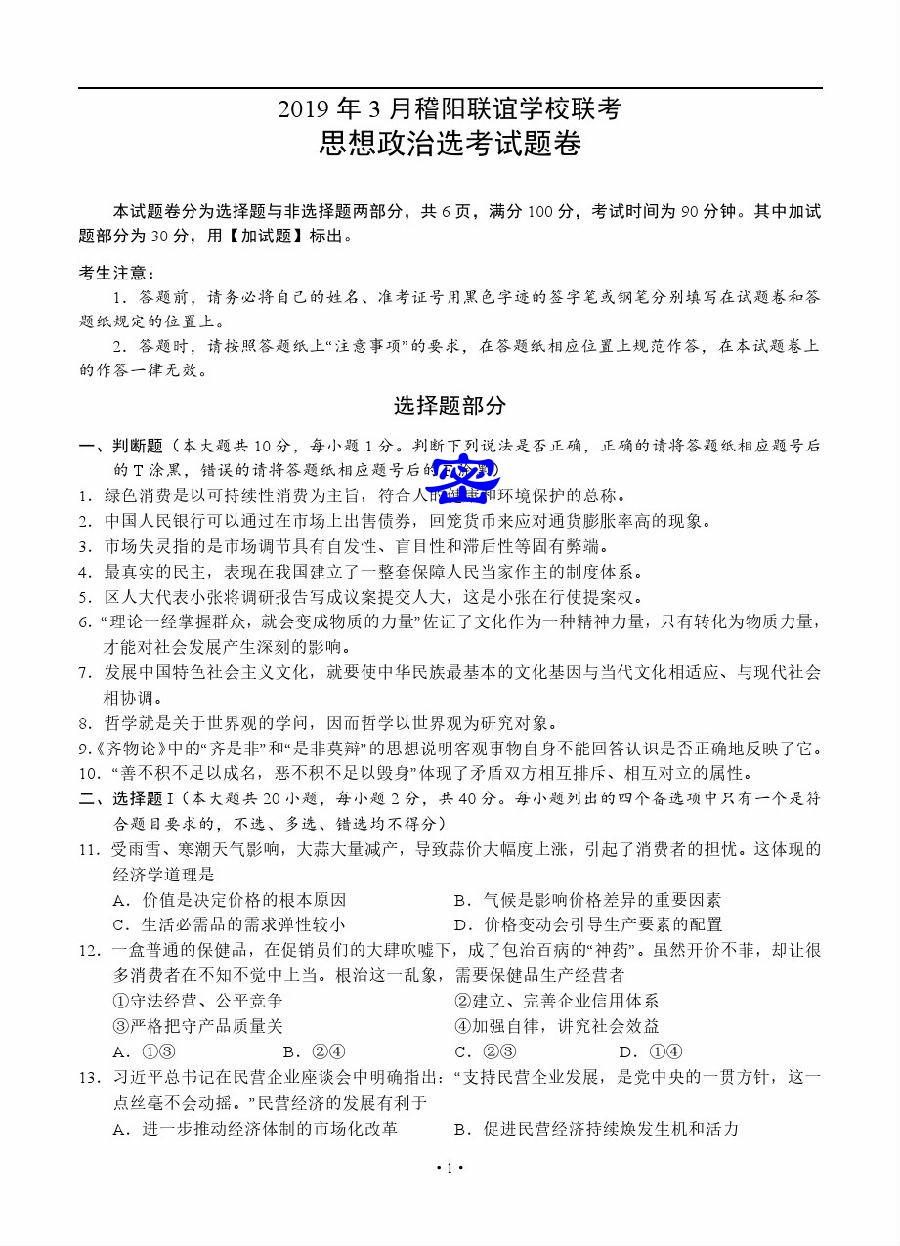 2019 年 3 月稽阳联谊学校联考
思想政治选考试题卷
本试题卷分为选择题与非选择题两部分，共 6 页，满分 100 分，考试时间为 90 分钟。其中加试
题部分为 30 分，用【加试题】标出。
考生注意：
1．答题前，请务必将自己的姓名、准考证号用黑色字迹的签字笔或钢笔分别填写在试题卷和答
题纸规定的位置上。
2．答题时，请按照答题纸上“注意事项”的要求，在答题纸相应位置上规范作答，在本试题卷上
的作答一律无效。
选择题部分
一、判断题（本大题共 10 分，每小题 1 分。判断下列说法是否正确，正确的请将答题纸相应题号后
的 T 涂黑，错误的请将答题纸相应题号后的 F 涂黑）
密
1．绿色消费是以可持续性消费为主旨，符合人的健康和环境保护的总称。
2．中国人民银行可以通过在市场上出售债券，回笼货币来应对通货膨胀率高的现象。
3．市场失灵指的是市场调节具有自发性、盲目性和滞后性等固有弊端。
4．最真实的民主，表现在我国建立了一整套保障人民当家作主的制度体系。
5．区人大代表小张将调研报告写成议案提交人大，这是小张在行使提案权。
6．“理论一经掌握群众，就会变成物质的力量”佐证了文化作为一种精神力量，只有转化为物质力量，
才能对社会发展产生深刻的影响。
7．发展中国特色社会主义文化，就要使中华民族最基本的文化基因与当代文化相适应、与现代社会
相协调。
8．哲学就是关于世界观的学问，因而哲学以世界观为研究对象。
9.《齐物论》中的“齐是非”和“是非莫辩”的思想说明客观事物自身不能回答认识是否正确地反映了它。
10．“善不积不足以成名，恶不积不足以毁身”体现了矛盾双方相互排斥、相互对立的属性。
二、选择题 I（本大题共 20 小题，每小题 2 分，共 40 分。每小题列出的四个备选项中只有一个是符
合题目要求的，不选、多选、错选均不得分）
11．受雨雪、寒潮天气影响，大蒜大量减产，导致蒜价大幅度上涨，引起了消费者的担忧。这体现的
经济学道理是
A．价值是决定价格的根本原因 B．气候是影响价格差异的重要因素
C．生活必需品的需求弹性较小 D．价格变动会引导生产要素的配置
12．一盒普通的保健品，在促销员们的大肆吹嘘下，成了包治百病的“神药”。虽然开价不菲，却让很
多消费者在不知不觉中上当。根治这一乱象，需要保健品生产经营者
①守法经营、公平竞争 ②建立、完善企业信用体系
③严格把守产品质量关 ④加强自律，讲究社会效益
A．①③ B．②④ C．②③ D．①④
13．习近平总书记在民营企业座谈会中明确指出：“支持民营企业发展，是党中央的一贯方针，这一
点丝毫不会动摇。”民营经济的发展有利于
A．进一步推动经济体制的市场化改革 B．促进民营经济持续焕发生机和活力
• 1 •